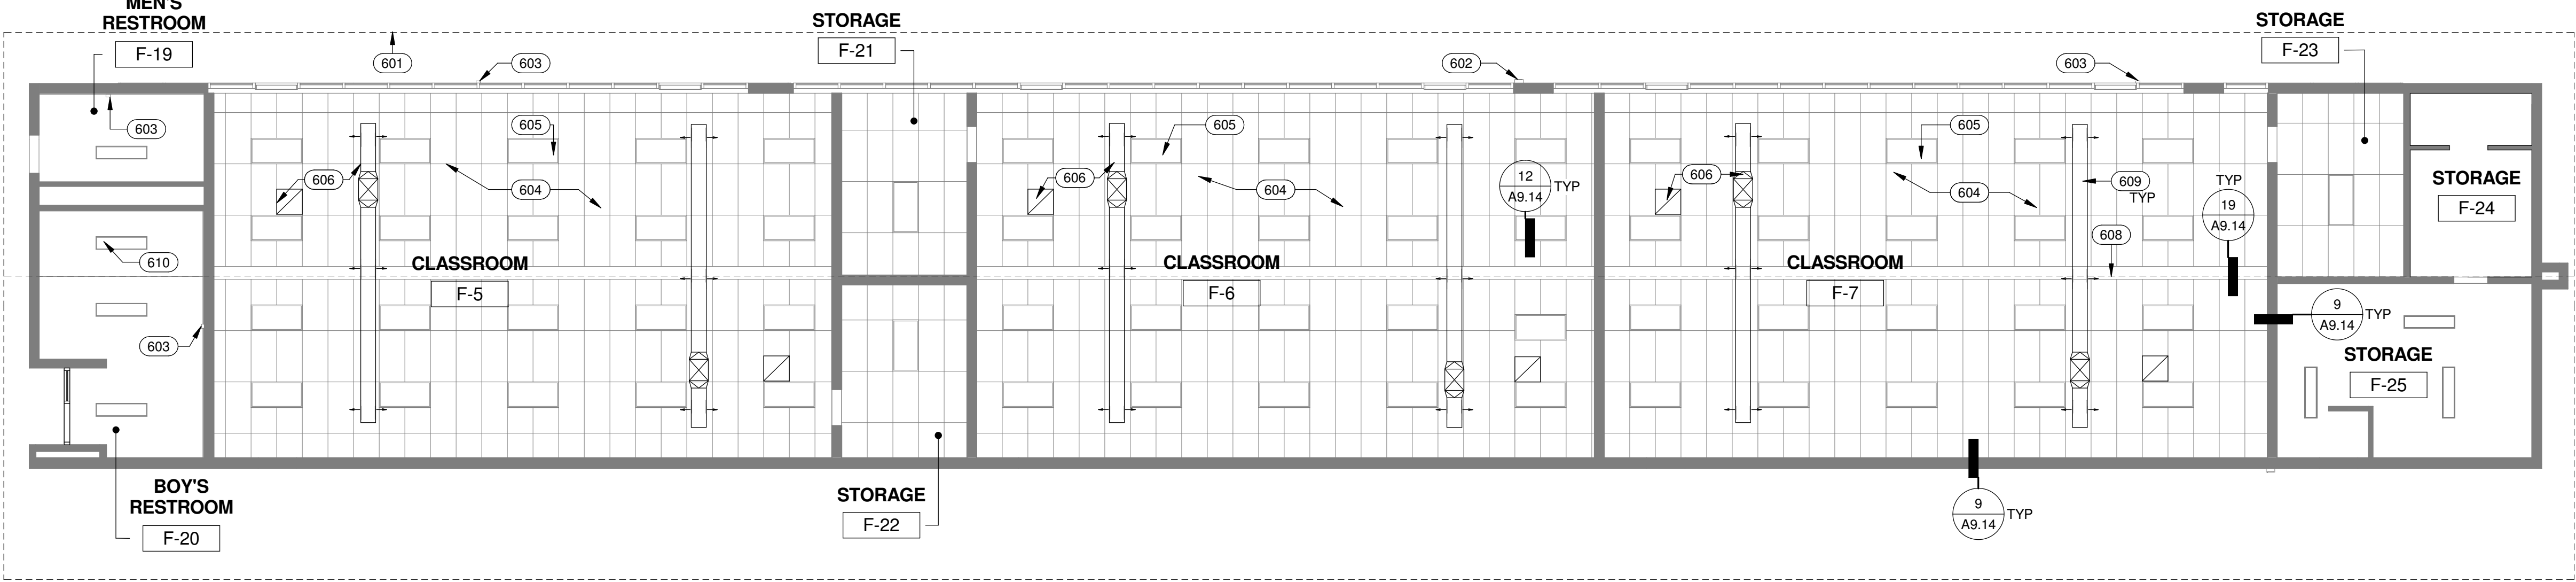 MEN'S
RESTROOM
F-19
STORAGE
F-21
STORAGE
F-23
601
603
602
603
603
605
605
605
606
604
606
604
606
604
609
TYP
12
A9.14
TYP
TYP
19
A9.14
STORAGE
F-24
608
610
CLASSROOM
F-5
CLASSROOM
F-6
CLASSROOM
F-7
603
9
A9.14
TYP
STORAGE
F-25
BOY'S
RESTROOM
F-20
STORAGE
F-22
9
A9.14
TYP